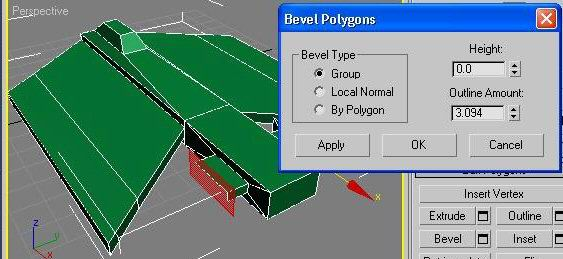 Perspective
Bevel Polygons
Bevel Type
Group
Local Normal
By Polygon
Height:
0.0
Outline Amount:
3.094
Apply
OK
Cancel
x
z
y
x
Insert Vertex
Extrude
Outline
Bevel
Inset